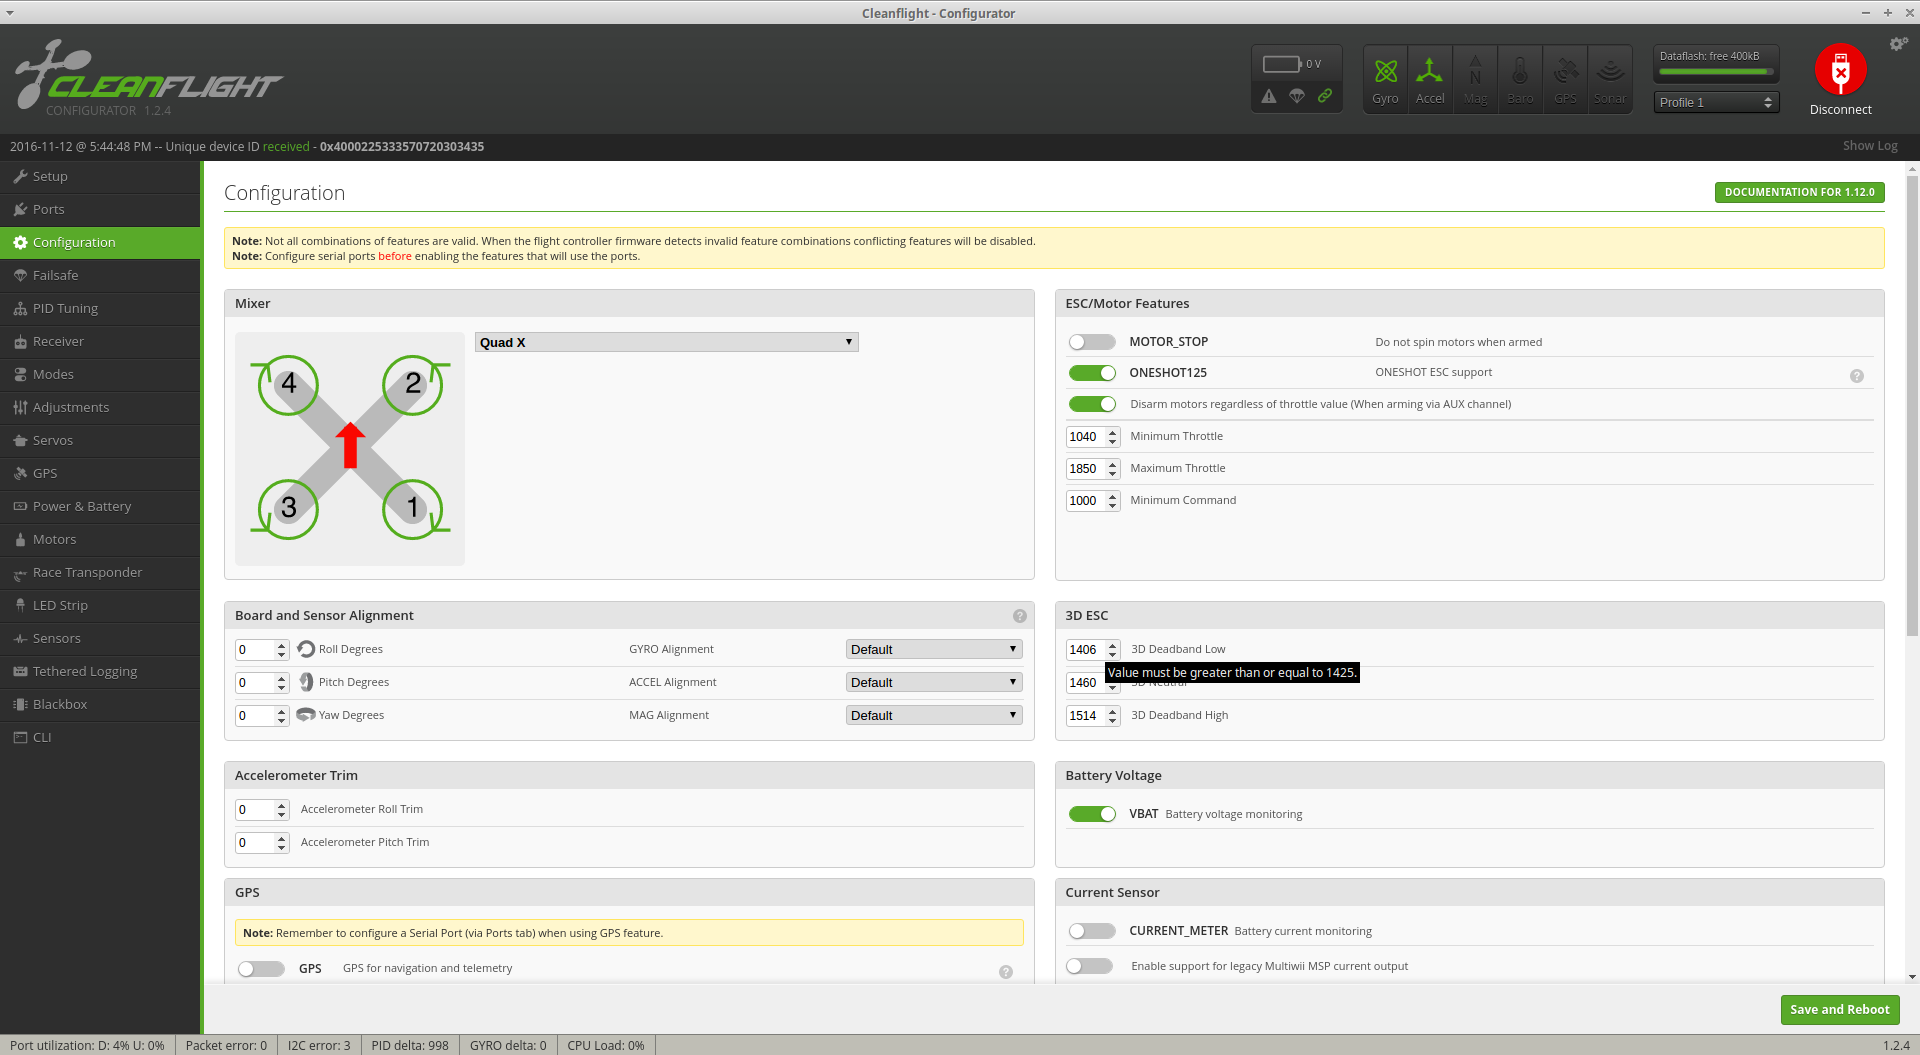 Cleanflight - Configurator
CLEANFLIGHT
CONFIGURATOR 1.2.4
0 V
Gyro Accel Mag Baro GPS Sonar
Dataflash: free 400kB
Profile 1
Disconnect
2016-11-12 @ 5:44:48 PM -- Unique device ID received - 0x4000225333570720303435
Show Log
Setup
Ports
Configuration
Failsafe
PID Tuning
Receiver
Modes
Adjustments
Servos
GPS
Power & Battery
Motors
Race Transponder
LED Strip
Sensors
Tethered Logging
Blackbox
CLI
Configuration
DOCUMENTATION FOR 1.12.0
Note: Not all combinations of features are valid. When the flight controller firmware detects invalid feature combinations conflicting features will be disabled.
Note: Configure serial ports before enabling the features that will use the ports.
Mixer
Quad X
4 2
3 1
ESC/Motor Features
MOTOR_STOP Do not spin motors when armed
ONESHOT125 ONESHOT ESC support ?
Disarm motors regardless of throttle value (When arming via AUX channel)
1040 Minimum Throttle
1850 Maximum Throttle
1000 Minimum Command
Board and Sensor Alignment ?
0 Roll Degrees GYRO Alignment Default
0 Pitch Degrees ACCEL Alignment Default
0 Yaw Degrees MAG Alignment Default
3D ESC
1406 3D Deadband Low
Value must be greater than or equal to 1425.
1460 3D Neutral
1514 3D Deadband High
Accelerometer Trim
0 Accelerometer Roll Trim
0 Accelerometer Pitch Trim
Battery Voltage
VBAT Battery voltage monitoring
GPS
Note: Remember to configure a Serial Port (via Ports tab) when using GPS feature.
GPS GPS for navigation and telemetry ?
Current Sensor
CURRENT_METER Battery current monitoring
Enable support for legacy Multiwii MSP current output
Save and Reboot
Port utilization: D: 4% U: 0% Packet error: 0 I2C error: 3 PID delta: 998 GYRO delta: 0 CPU Load: 0% 1.2.4